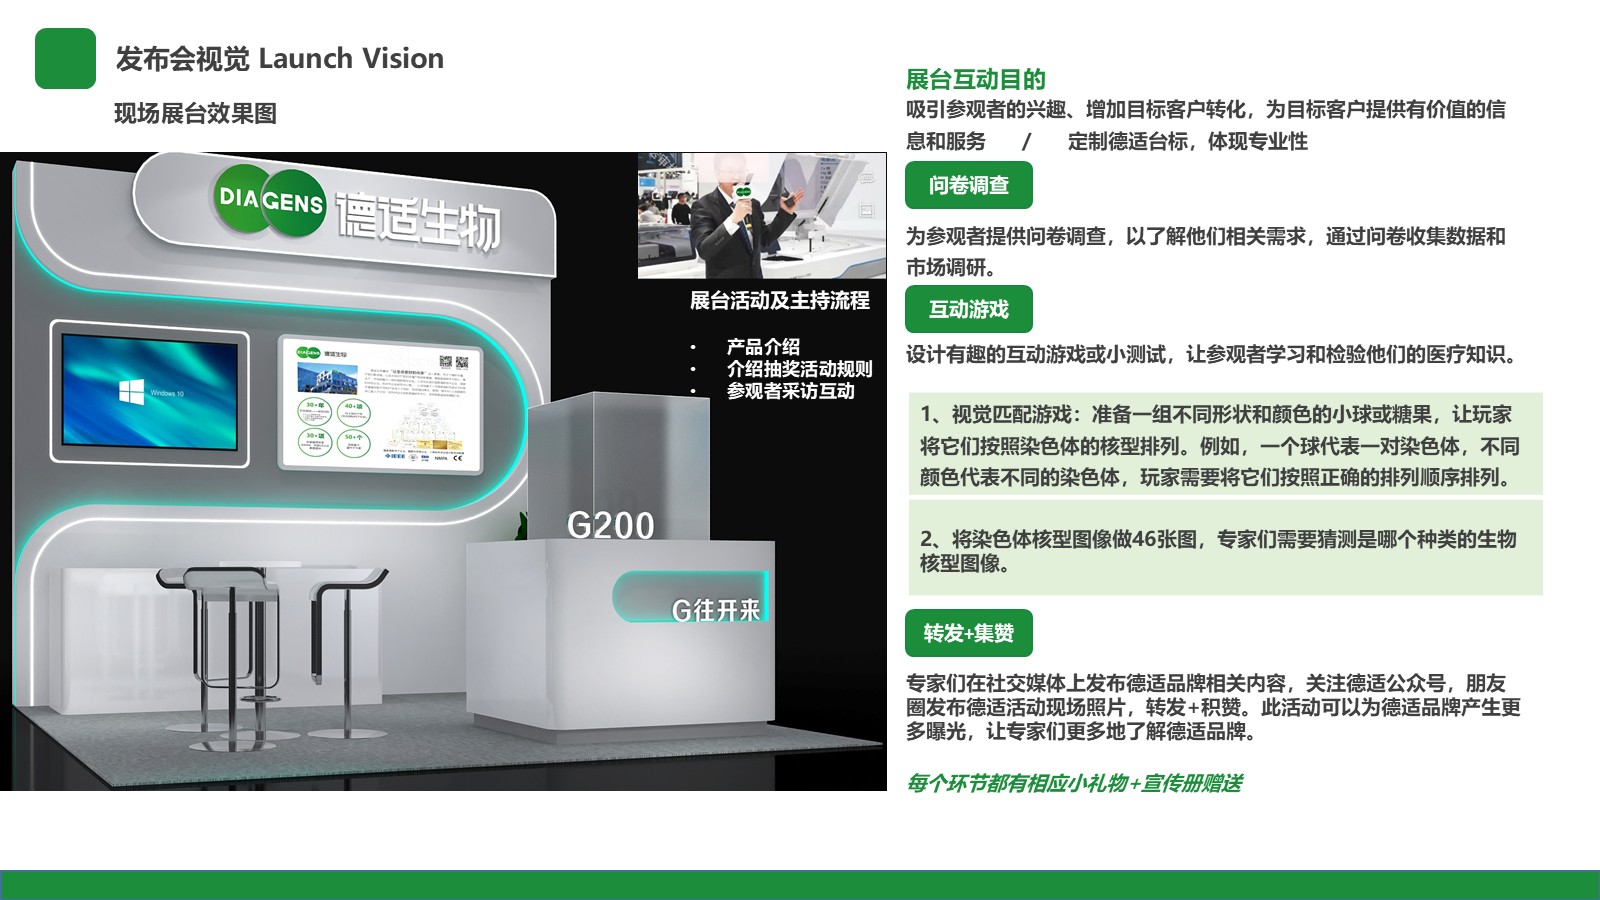 发布会视觉 Launch Vision
现场展台效果图
DIAGENS
德适生物
Windows 10
DIAGENS 德适生物
30+年
40+项
30+项
50+个
IEEE
NMPA
CE
G200
G往开来
展台活动及主持流程
• 产品介绍
• 介绍抽奖活动规则
• 参观者采访互动
展台互动目的
吸引参观者的兴趣、增加目标客户转化，为目标客户提供有价值的信
息和服务 / 定制德适台标，体现专业性
问卷调查
为参观者提供问卷调查，以了解他们相关需求，通过问卷收集数据和
市场调研。
互动游戏
设计有趣的互动游戏或小测试，让参观者学习和检验他们的医疗知识。
1、视觉匹配游戏：准备一组不同形状和颜色的小球或糖果，让玩家
将它们按照染色体的核型排列。例如，一个球代表一对染色体，不同
颜色代表不同的染色体，玩家需要将它们按照正确的排列顺序排列。
2、将染色体核型图像做46张图，专家们需要猜测是哪个种类的生物
核型图像。
转发+集赞
专家们在社交媒体上发布德适品牌相关内容，关注德适公众号，朋友
圈发布德适活动现场照片，转发+积赞。此活动可以为德适品牌产生更
多曝光，让专家们更多地了解德适品牌。
每个环节都有相应小礼物+宣传册赠送